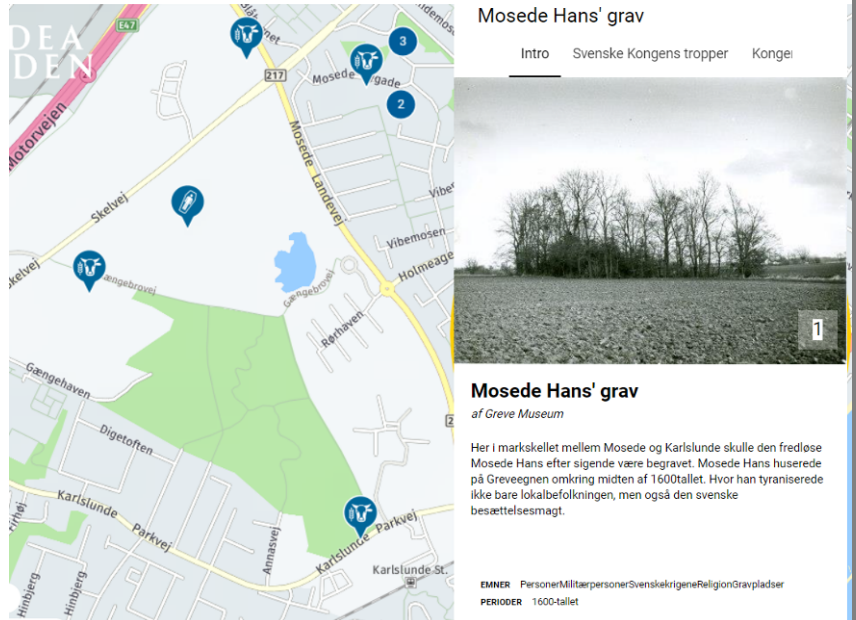 DEA
DEN
E47
Motorvejen
217
3
Mosede
gade
2
Mosede Landevej
Skelvej
Vibemosen
Holmeage
Gængebrovej
Rørhaven
Gængehaven
Digetoften
Karlslunde Parkvej
Annasvej
Hinbjerg
Hinbjerg
Karlslunde Parkvej
Karlslunde St.
Mosede Hans' grav
Intro Svenske Kongens tropper
1
Mosede Hans' grav
af Greve Museum
Her i markskellet mellem Mosede og Karlslunde skulle den fredløse
Mosede Hans efter sigende være begravet. Mosede Hans huserede
på Greveegnen omkring midten af 1600tallet. Hvor han tyraniserede
ikke bare lokalbefolkningen, men også den svenske
besættelsesmagt.
EMNER PersonerMilitærpersonerSvenskekrigeneReligionGravpladser
PERIODER 1600-tallet